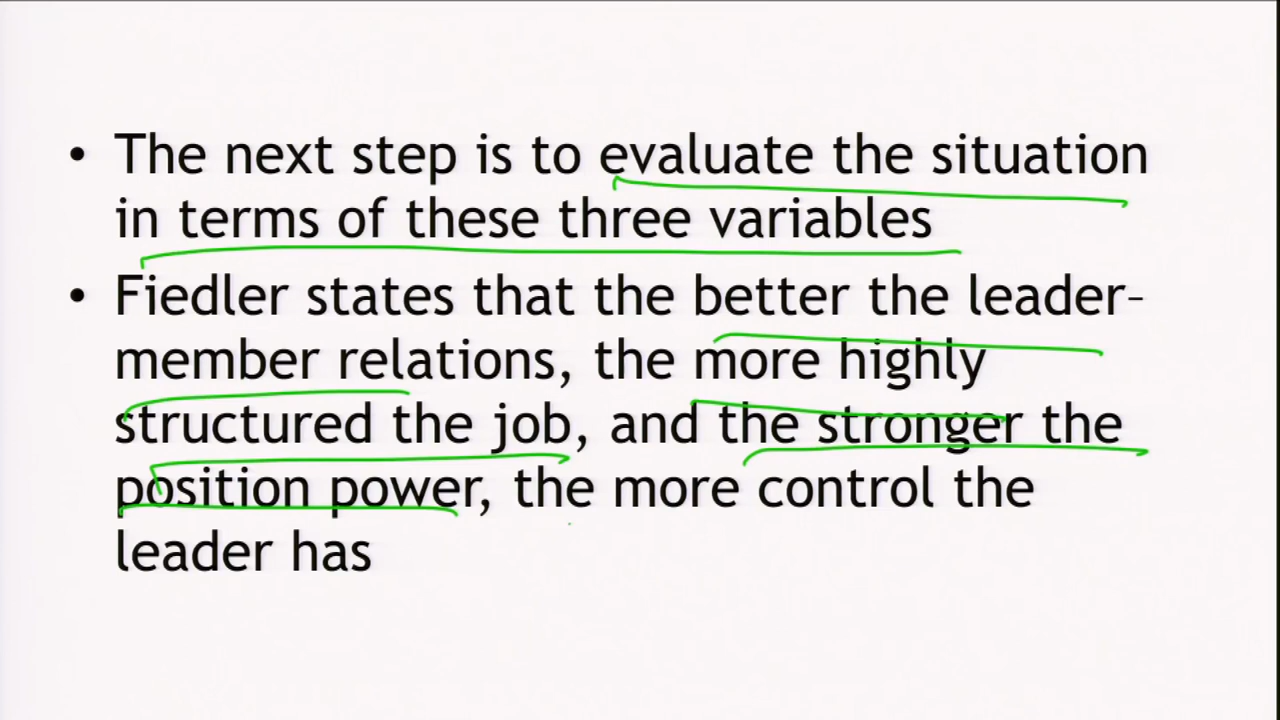 • The next step is to evaluate the situation
in terms of these three variables
• Fiedler states that the better the leader–
member relations, the more highly
structured the job, and the stronger the
position power, the more control the
leader has